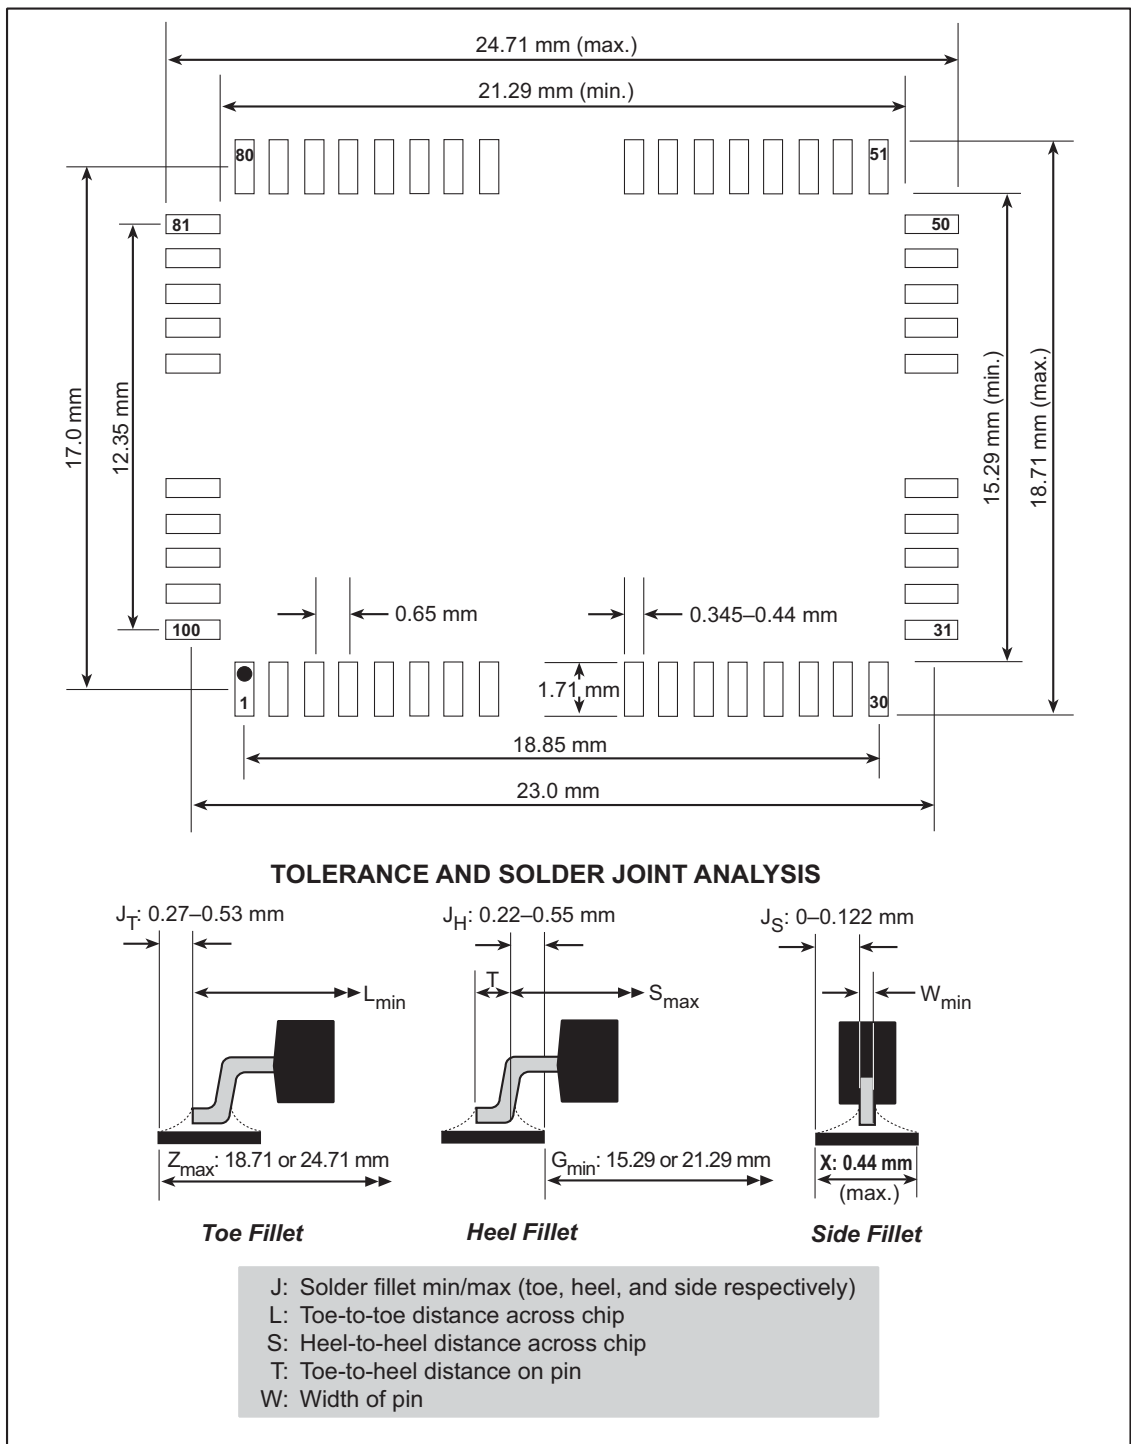 24.71 mm (max.)
21.29 mm (min.)
80
51
81
50
17.0 mm
12.35 mm
15.29 mm (min.)
18.71 mm (max.)
0.65 mm
0.345–0.44 mm
100
31
1.71 mm
1
30
18.85 mm
23.0 mm
TOLERANCE AND SOLDER JOINT ANALYSIS
JT: 0.27–0.53 mm
JH: 0.22–0.55 mm
JS: 0–0.122 mm
T
Lmin
Smax
Wmin
Zmax: 18.71 or 24.71 mm
Gmin: 15.29 or 21.29 mm
X: 0.44 mm
(max.)
Toe Fillet
Heel Fillet
Side Fillet
J: Solder fillet min/max (toe, heel, and side respectively)
L: Toe-to-toe distance across chip
S: Heel-to-heel distance across chip
T: Toe-to-heel distance on pin
W: Width of pin